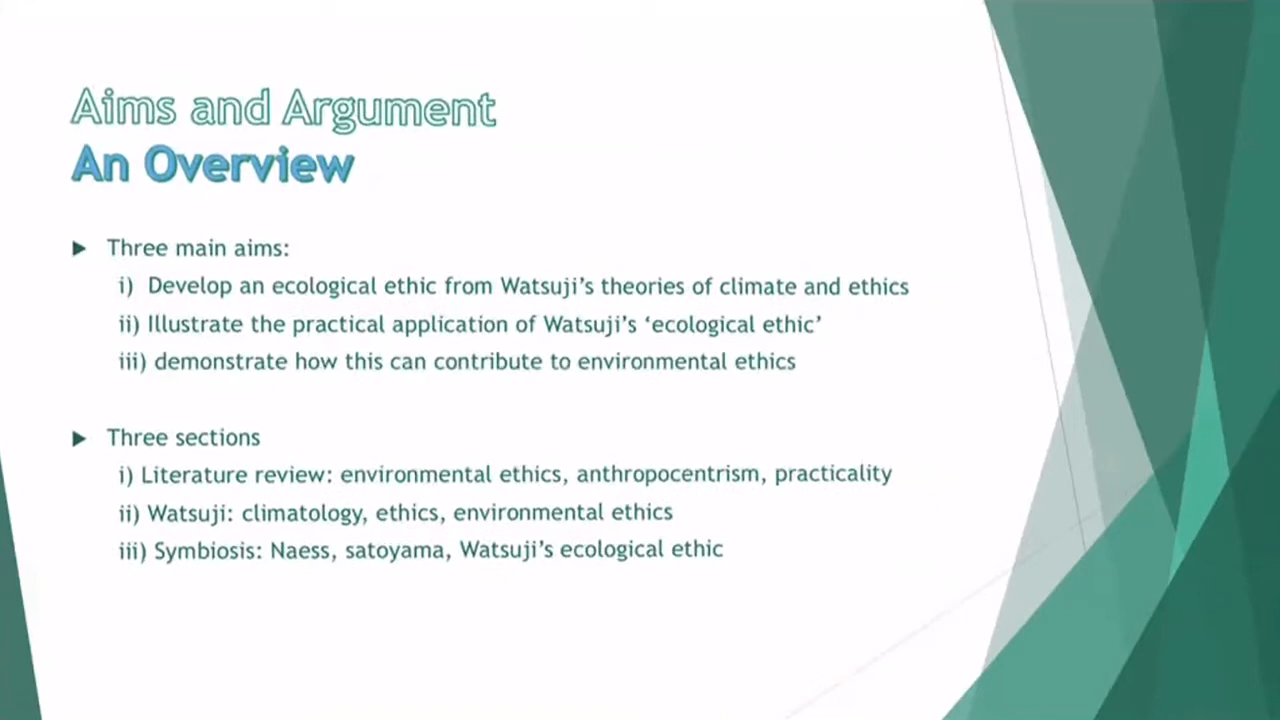 Aims and Argument
An Overview
Three main aims:
i) Develop an ecological ethic from Watsuji's theories of climate and ethics
ii) Illustrate the practical application of Watsuji's ‘ecological ethic’
iii) demonstrate how this can contribute to environmental ethics
Three sections
i) Literature review: environmental ethics, anthropocentrism, practicality
ii) Watsuji: climatology, ethics, environmental ethics
iii) Symbiosis: Naess, satoyama, Watsuji's ecological ethic